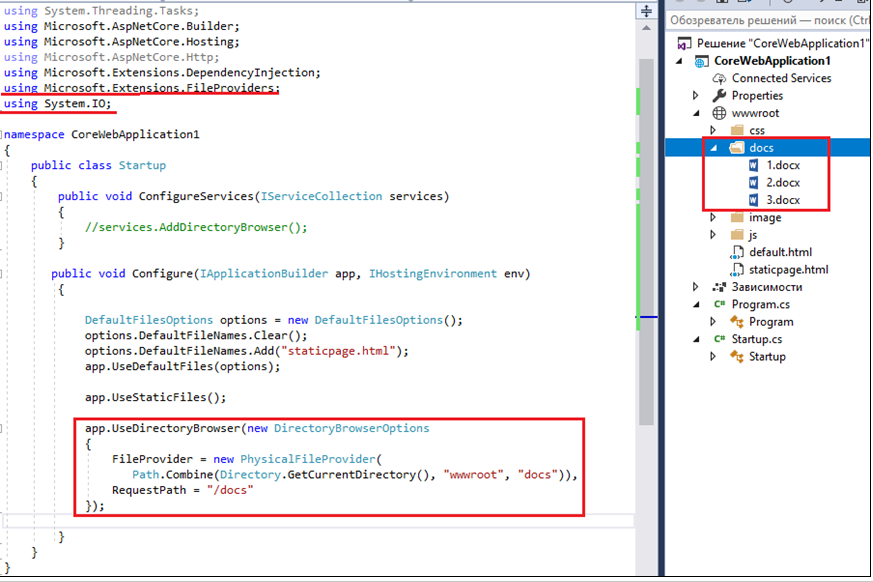 using System.Threading.Tasks;
using Microsoft.AspNetCore.Builder;
using Microsoft.AspNetCore.Hosting;
using Microsoft.AspNetCore.Http;
using Microsoft.Extensions.DependencyInjection;
using Microsoft.Extensions.FileProviders;
using System.IO;
namespace CoreWebApplication1
{
public class Startup
{
public void ConfigureServices(IServiceCollection services)
{
//services.AddDirectoryBrowser();
}
public void Configure(IApplicationBuilder app, IHostingEnvironment env)
{
DefaultFilesOptions options = new DefaultFilesOptions();
options.DefaultFileNames.Clear();
options.DefaultFileNames.Add("staticpage.html");
app.UseDefaultFiles(options);
app.UseStaticFiles();
app.UseDirectoryBrowser(new DirectoryBrowserOptions
{
FileProvider = new PhysicalFileProvider(
Path.Combine(Directory.GetCurrentDirectory(), "wwwroot", "docs")),
RequestPath = "/docs"
});
}
}
}
Обозреватель решений — поиск (Ctrl
Решение "CoreWebApplication1"
CoreWebApplication1
Connected Services
Properties
wwwroot
css
docs
1.docx
2.docx
3.docx
image
js
default.html
staticpage.html
Зависимости
C# Program.cs
Program
C# Startup.cs
Startup